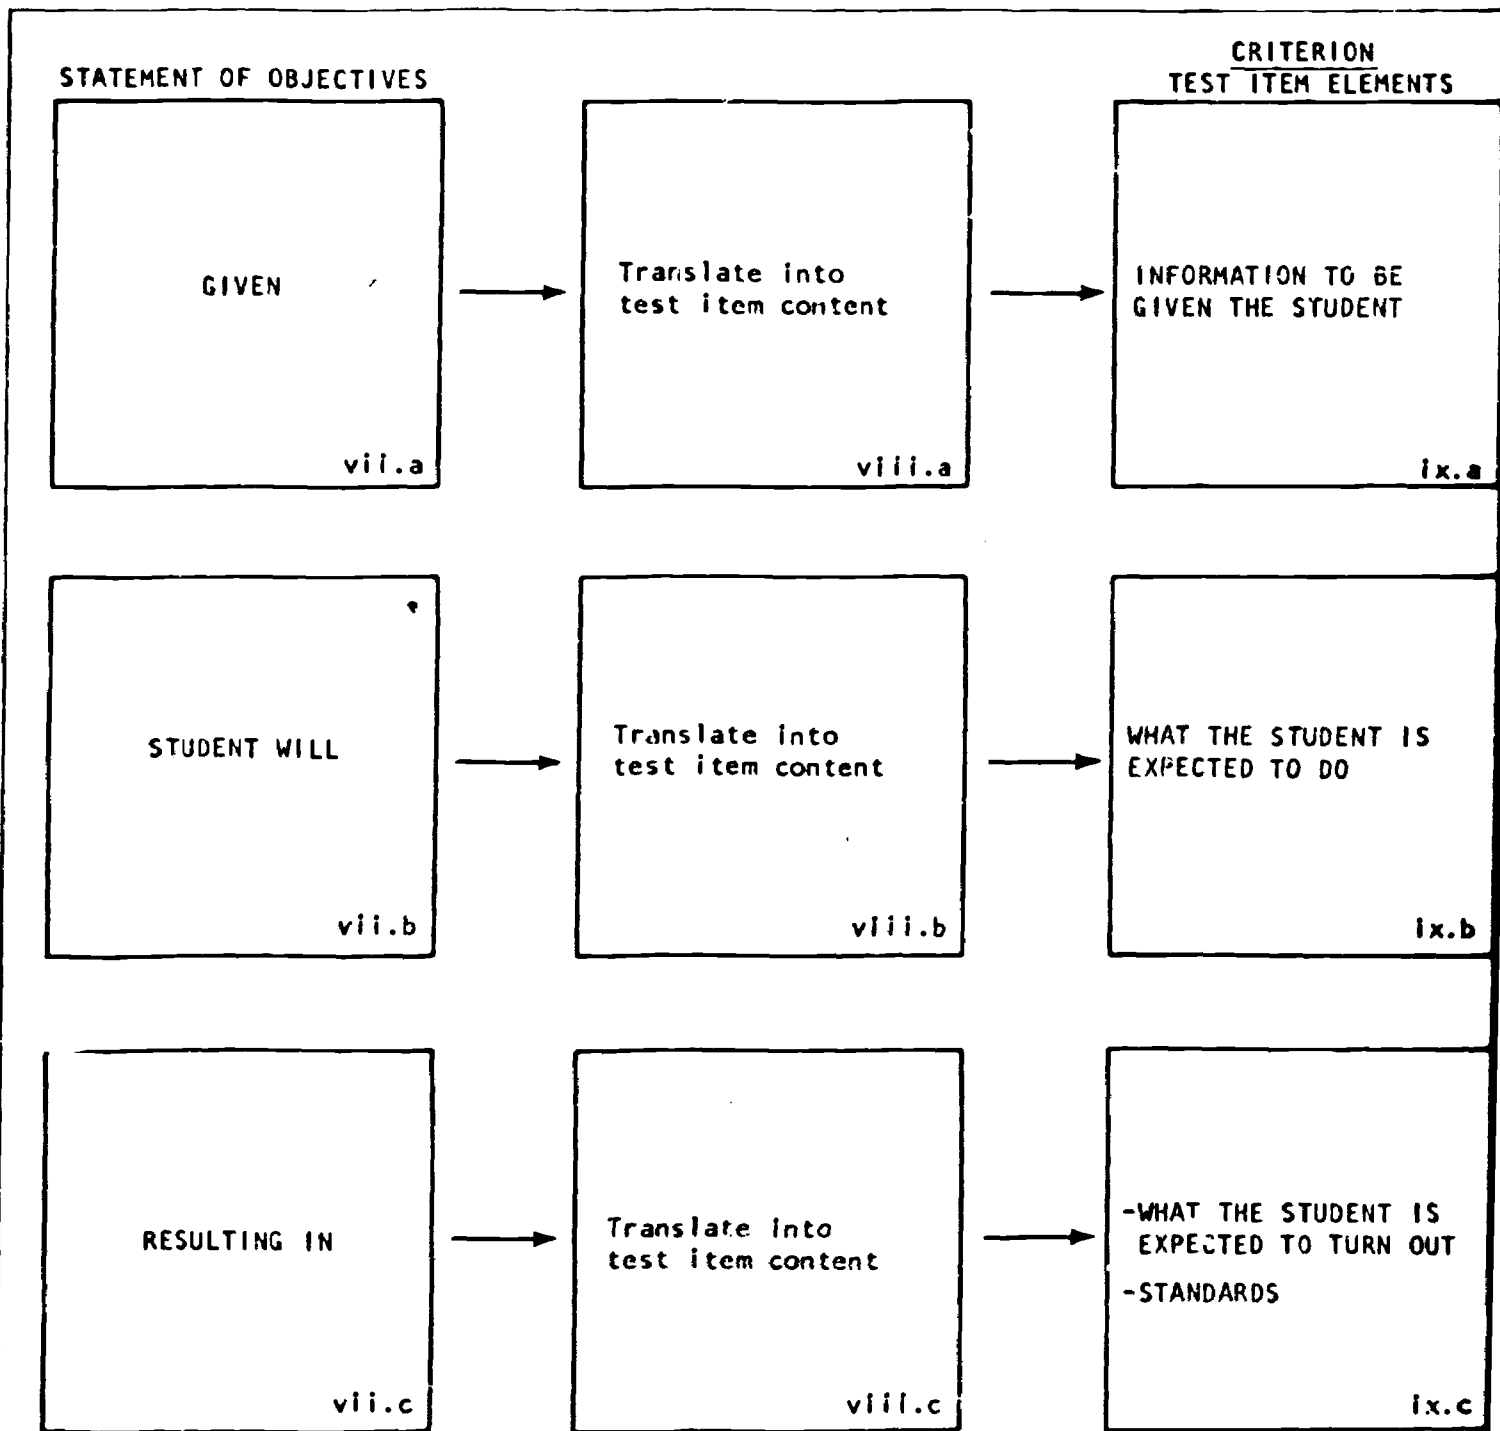 STATEMENT OF OBJECTIVES
CRITERION
TEST ITEM ELEMENTS
GIVEN
vii.a
Translate into
test item content
viii.a
INFORMATION TO BE
GIVEN THE STUDENT
ix.a
STUDENT WILL
vii.b
Translate into
test item content
viii.b
WHAT THE STUDENT IS
EXPECTED TO DO
ix.b
RESULTING IN
vii.c
Translate into
test item content
viii.c
-WHAT THE STUDENT IS
EXPECTED TO TURN OUT
-STANDARDS
ix.c